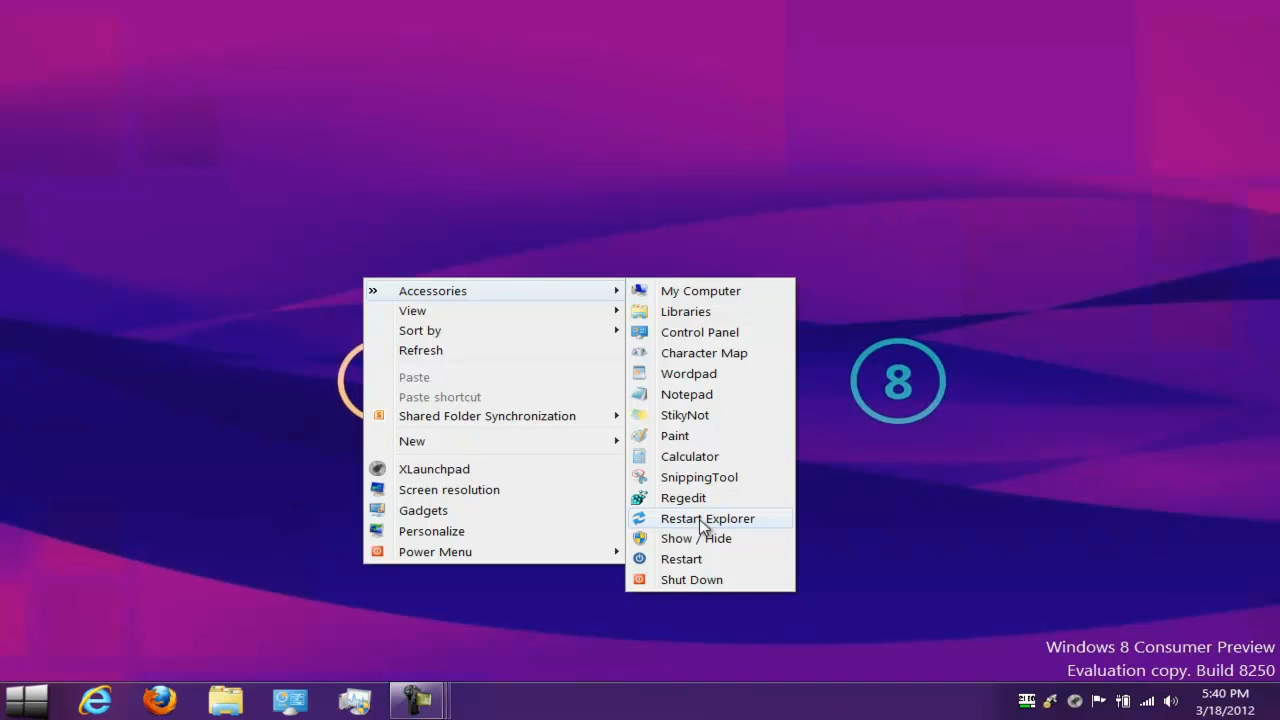 » Accessories
View
Sort by
Refresh
Paste
Paste shortcut
Shared Folder Synchronization
New
XLaunchpad
Screen resolution
Gadgets
Personalize
Power Menu
My Computer
Libraries
Control Panel
Character Map
Wordpad
Notepad
StikyNot
Paint
Calculator
SnippingTool
Regedit
Restart Explorer
Show / Hide
Restart
Shut Down
8
Windows 8 Consumer Preview
Evaluation copy. Build 8250
5:40 PM
3/18/2012